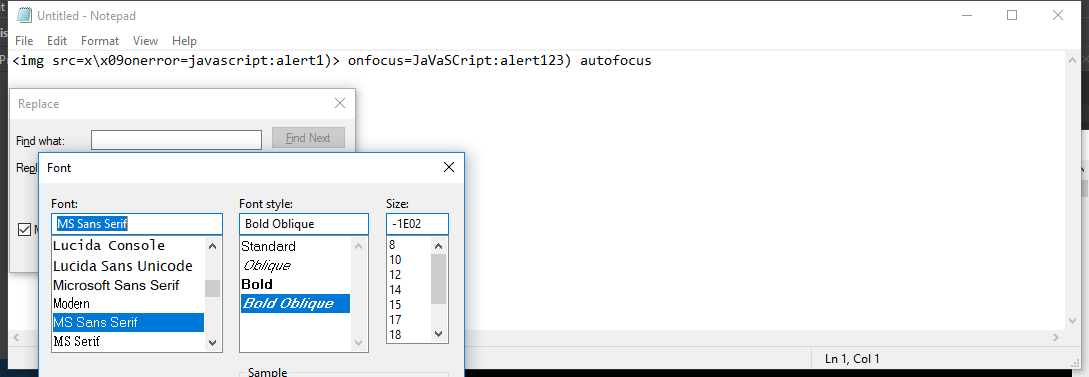 Untitled - Notepad
File Edit Format View Help
<img src=x\x09onerror=javascript:alert1)> onfocus=JaVaSCript:alert123) autofocus
Replace
Find what:
Find Next
Repl
Font
Font: Font style: Size:
MS Sans Serif Bold Oblique -1E02
Lucida Console
Lucida Sans Unicode
Microsoft Sans Serif
Modern
MS Sans Serif
MS Serif
Standard
Oblique
Bold
Bold Oblique
8
10
12
14
15
17
18
Sample
Ln 1, Col 1